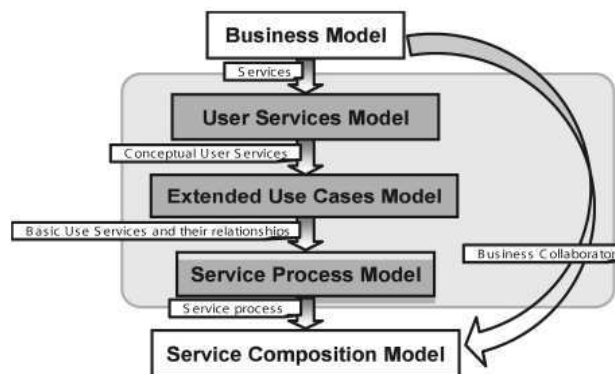 Business Model
Services
User Services Model
Conceptual User Services
Extended Use Cases Model
Basic Use Services and their relationships
Business Collaborator
Service Process Model
Service process
Service Composition Model